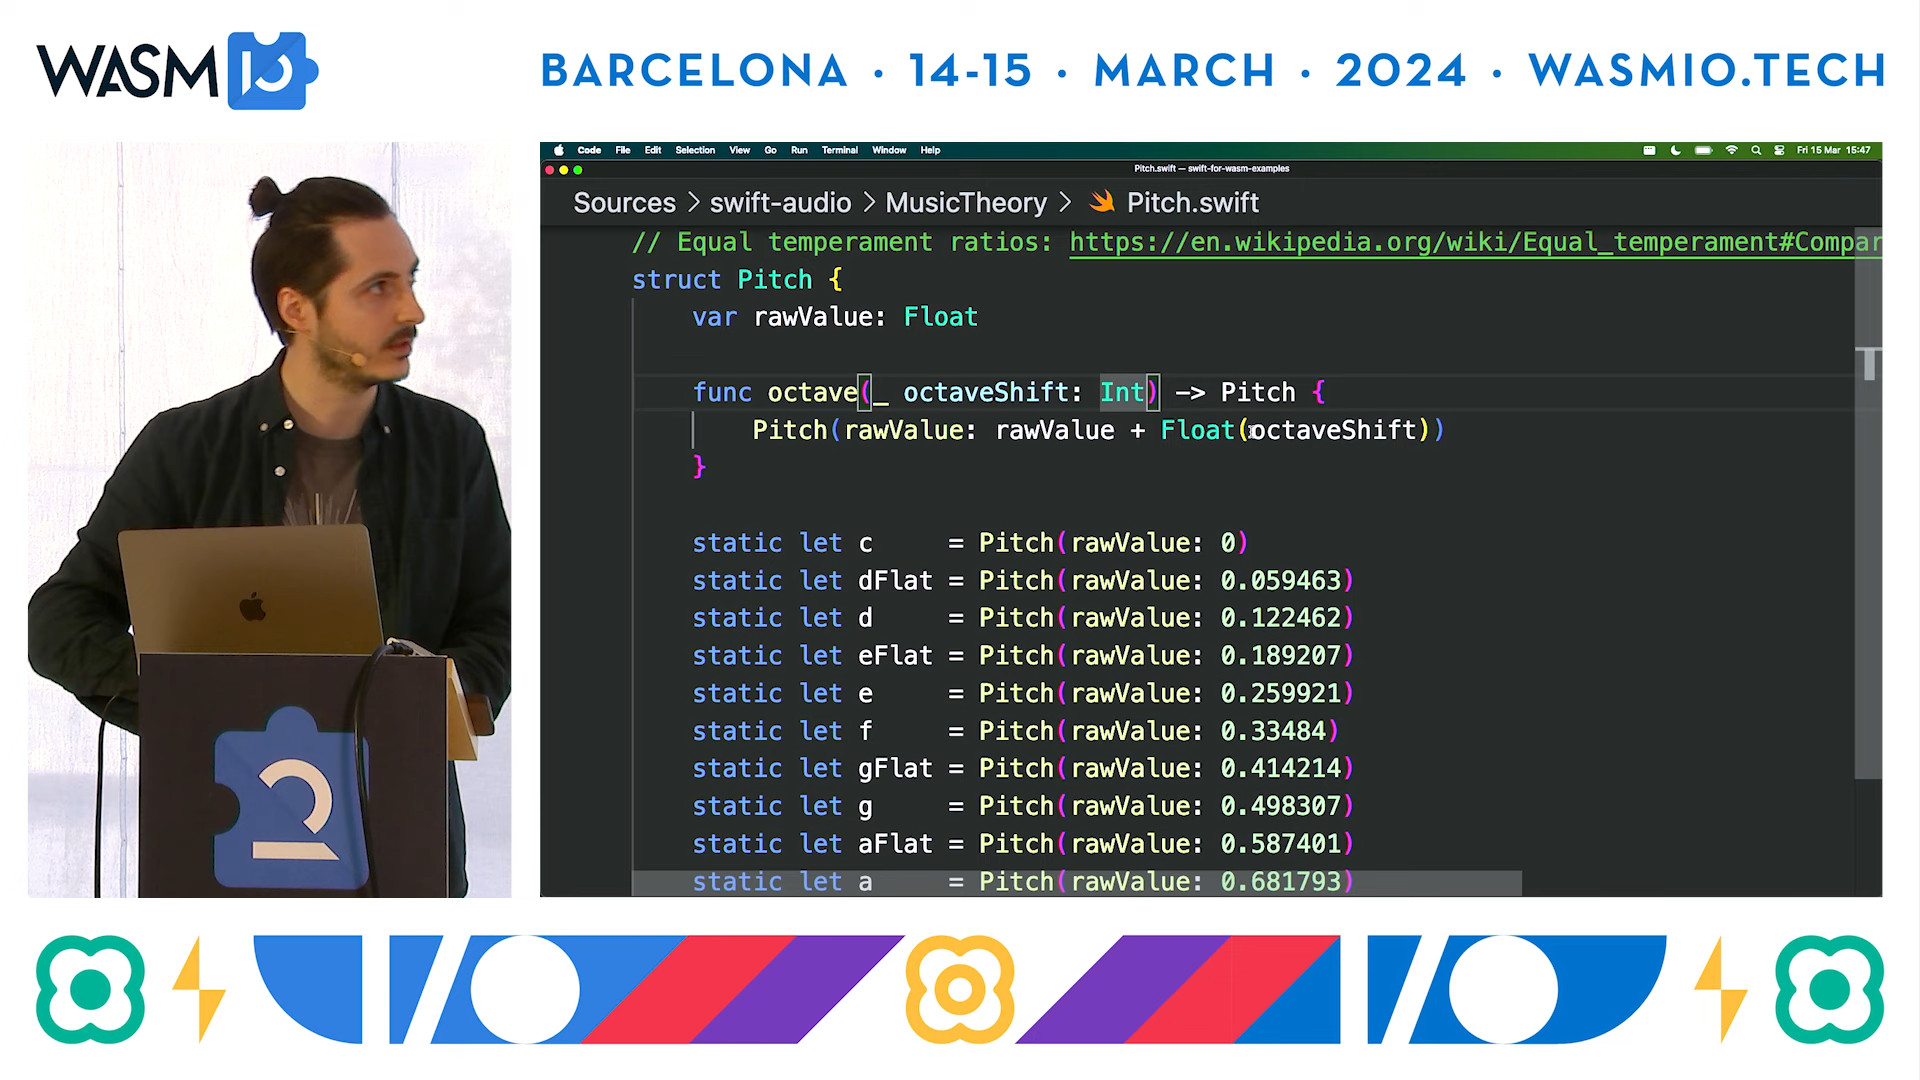 WASM IO
BARCELONA · 14-15 · MARCH · 2024 · WASMIO.TECH
Code File Edit Selection View Go Run Terminal Window Help Fri 15 Mar 15:47
Pitch.swift — swift-for-wasm-examples
Sources > swift-audio > MusicTheory > Pitch.swift
// Equal temperament ratios: https://en.wikipedia.org/wiki/Equal_temperament#Compar
struct Pitch {
var rawValue: Float
func octave(_ octaveShift: Int) -> Pitch {
Pitch(rawValue: rawValue + Float(octaveShift))
}
static let c = Pitch(rawValue: 0)
static let dFlat = Pitch(rawValue: 0.059463)
static let d = Pitch(rawValue: 0.122462)
static let eFlat = Pitch(rawValue: 0.189207)
static let e = Pitch(rawValue: 0.259921)
static let f = Pitch(rawValue: 0.33484)
static let gFlat = Pitch(rawValue: 0.414214)
static let g = Pitch(rawValue: 0.498307)
static let aFlat = Pitch(rawValue: 0.587401)
static let a = Pitch(rawValue: 0.681793)